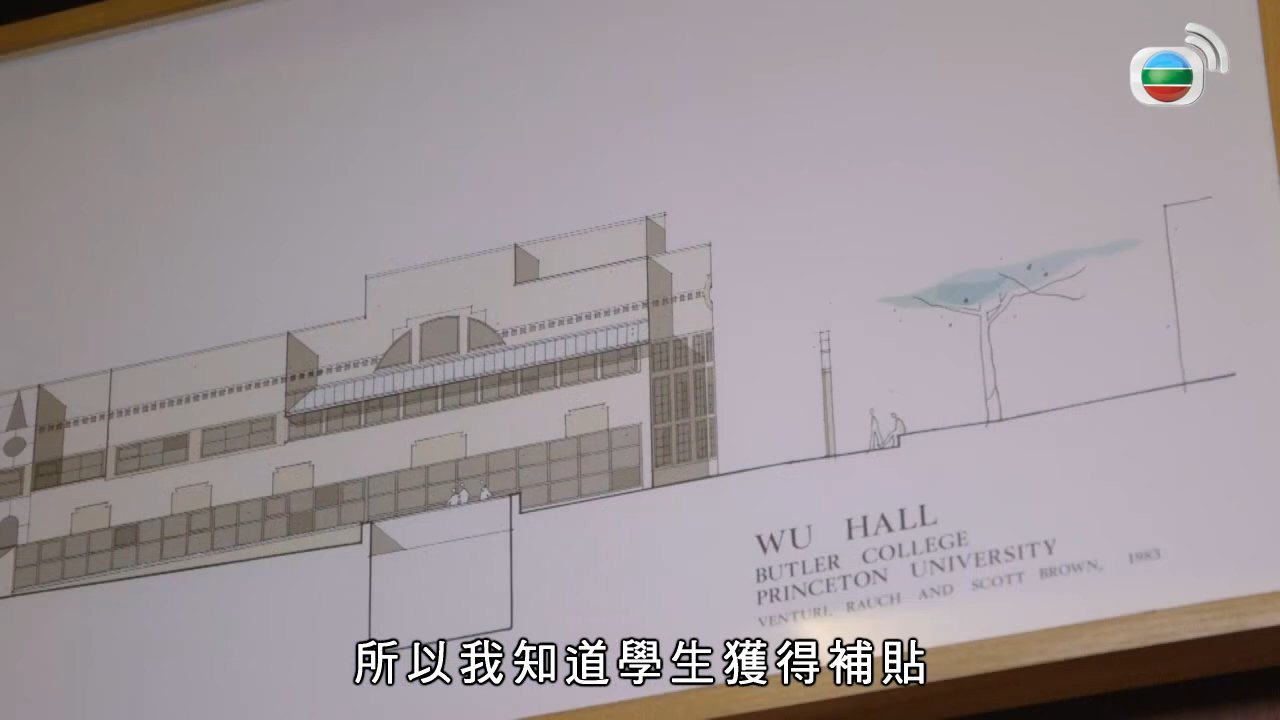 WU HALL
BUTLER COLLEGE
PRINCETON UNIVERSITY
VENTURI, RAUCH AND SCOTT BROWN, 1983
所以我知道學生獲得補貼